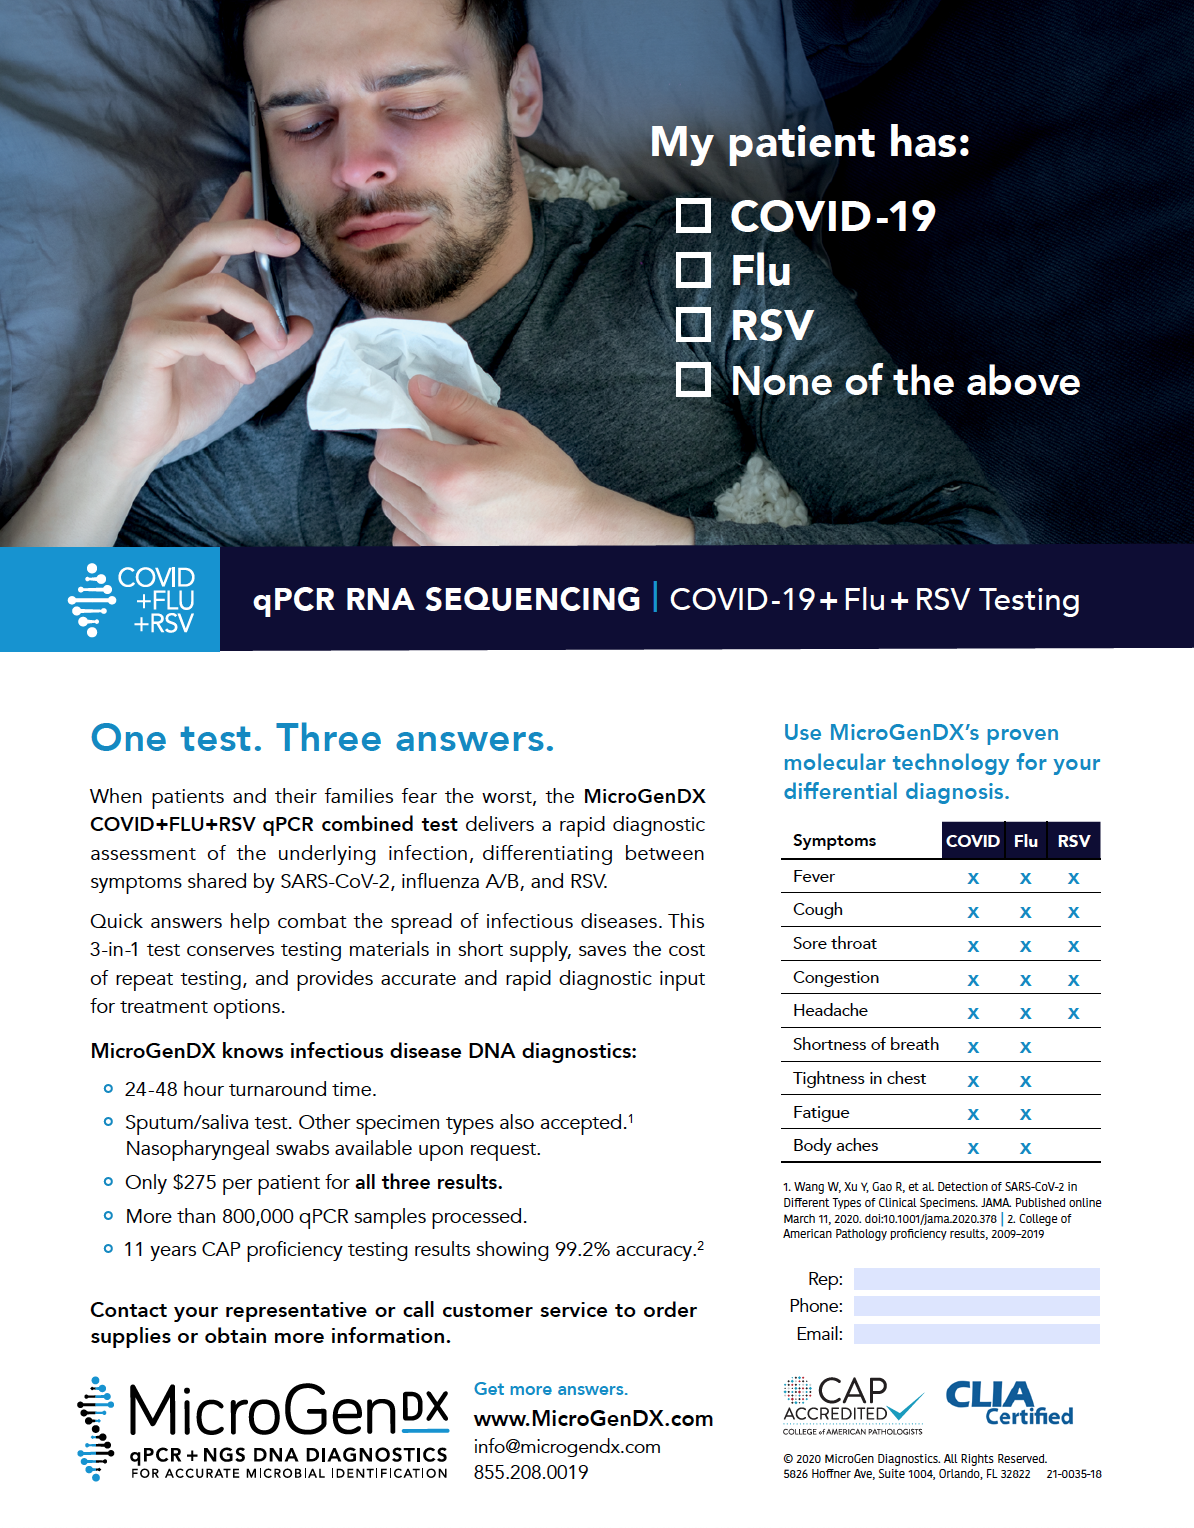 My patient has:
☐ COVID-19
☐ Flu
☐ RSV
☐ None of the above
COVID
+FLU
+RSV
qPCR RNA SEQUENCING | COVID-19+Flu+RSV Testing
One test. Three answers.
When patients and their families fear the worst, the MicroGenDX
COVID+FLU+RSV qPCR combined test delivers a rapid diagnostic
assessment of the underlying infection, differentiating between
symptoms shared by SARS-CoV-2, influenza A/B, and RSV.
Quick answers help combat the spread of infectious diseases. This
3-in-1 test conserves testing materials in short supply, saves the cost
of repeat testing, and provides accurate and rapid diagnostic input
for treatment options.
MicroGenDX knows infectious disease DNA diagnostics:
24-48 hour turnaround time.
Sputum/saliva test. Other specimen types also accepted.1
Nasopharyngeal swabs available upon request.
Only $275 per patient for all three results.
More than 800,000 qPCR samples processed.
11 years CAP proficiency testing results showing 99.2% accuracy.2
Contact your representative or call customer service to order
supplies or obtain more information.
MicroGenDX
qPCR+NGS DNA DIAGNOSTICS
FOR ACCURATE MICROBIAL IDENTIFICATION
Get more answers.
www.MicroGenDX.com
info@microgendx.com
855.208.0019
Use MicroGenDX’s proven
molecular technology for your
differential diagnosis.
Symptoms COVID Flu RSV
Fever x x x
Cough x x x
Sore throat x x x
Congestion x x x
Headache x x x
Shortness of breath x x
Tightness in chest x x
Fatigue x x
Body aches x x
1. Wang W, Xu Y, Gao R, et al. Detection of SARS-CoV-2 in
Different Types of Clinical Specimens. JAMA. Published online
March 11, 2020. doi:10.1001/jama.2020.378 | 2. College of
American Pathology proficiency results, 2009–2019
Rep:
Phone:
Email:
CAP
ACCREDITED
COLLEGE of AMERICAN PATHOLOGISTS
CLIA
Certified
© 2020 MicroGen Diagnostics. All Rights Reserved.
5826 Hoffner Ave, Suite 1004, Orlando, FL 32822 21-0035-18